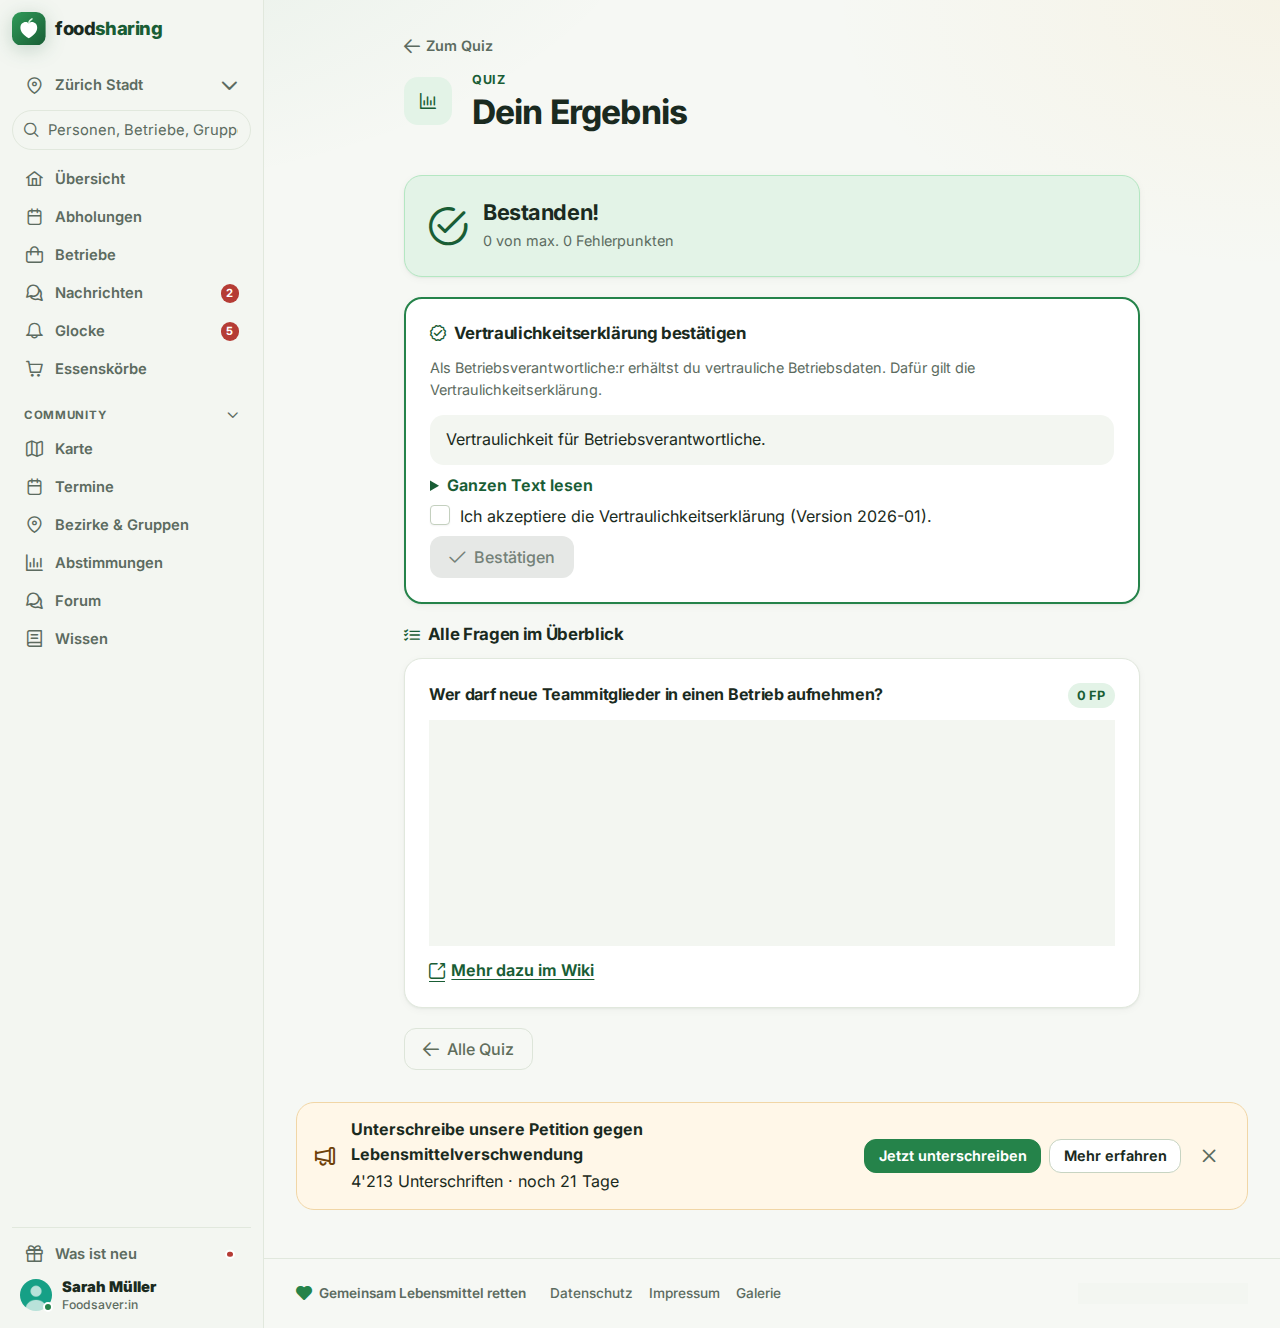 foodsharing
Zürich Stadt
Personen, Betriebe, Grupp
Übersicht
Abholungen
Betriebe
Nachrichten 2
Glocke 5
Essenskörbe
COMMUNITY
Karte
Termine
Bezirke & Gruppen
Abstimmungen
Forum
Wissen
Was ist neu
Sarah Müller
Foodsaver:in
Zum Quiz
QUIZ
Dein Ergebnis
Bestanden!
0 von max. 0 Fehlerpunkten
Vertraulichkeitserklärung bestätigen
Als Betriebsverantwortliche:r erhältst du vertrauliche Betriebsdaten. Dafür gilt die
Vertraulichkeitserklärung.
Vertraulichkeit für Betriebsverantwortliche.
Ganzen Text lesen
Ich akzeptiere die Vertraulichkeitserklärung (Version 2026-01).
Bestätigen
Alle Fragen im Überblick
Wer darf neue Teammitglieder in einen Betrieb aufnehmen? 0 FP
Mehr dazu im Wiki
Alle Quiz
Unterschreibe unsere Petition gegen
Lebensmittelverschwendung
4'213 Unterschriften · noch 21 Tage
Jetzt unterschreiben Mehr erfahren
Gemeinsam Lebensmittel retten Datenschutz Impressum Galerie